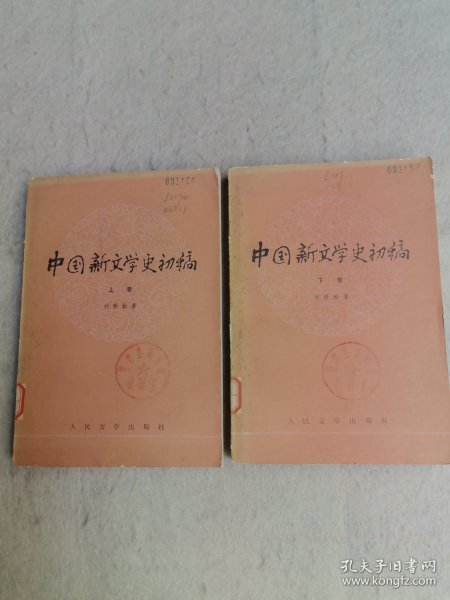 002150
中国新文学史初稿
上卷
刘绶松著
人民文学出版社
中国新文学史初稿
下卷
刘绶松著
人民文学出版社
孔夫子旧书网
www.kongfz.com